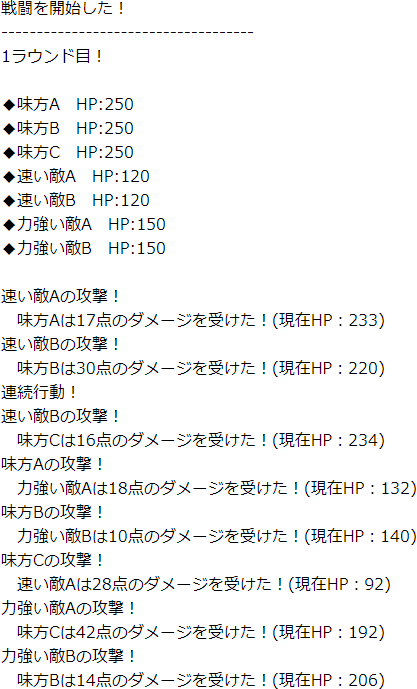 戦闘を開始した！
------------------------------------
1ラウンド目！
◆味方A　HP:250
◆味方B　HP:250
◆味方C　HP:250
◆速い敵A　HP:120
◆速い敵B　HP:120
◆力強い敵A　HP:150
◆力強い敵B　HP:150
速い敵Aの攻撃！
　味方Aは17点のダメージを受けた！(現在HP：233)
速い敵Bの攻撃！
　味方Bは30点のダメージを受けた！(現在HP：220)
連続行動！
速い敵Bの攻撃！
　味方Cは16点のダメージを受けた！(現在HP：234)
味方Aの攻撃！
　力強い敵Aは18点のダメージを受けた！(現在HP：132)
味方Bの攻撃！
　力強い敵Bは10点のダメージを受けた！(現在HP：140)
味方Cの攻撃！
　速い敵Aは28点のダメージを受けた！(現在HP：92)
力強い敵Aの攻撃！
　味方Cは42点のダメージを受けた！(現在HP：192)
力強い敵Bの攻撃！
　味方Bは14点のダメージを受けた！(現在HP：206)